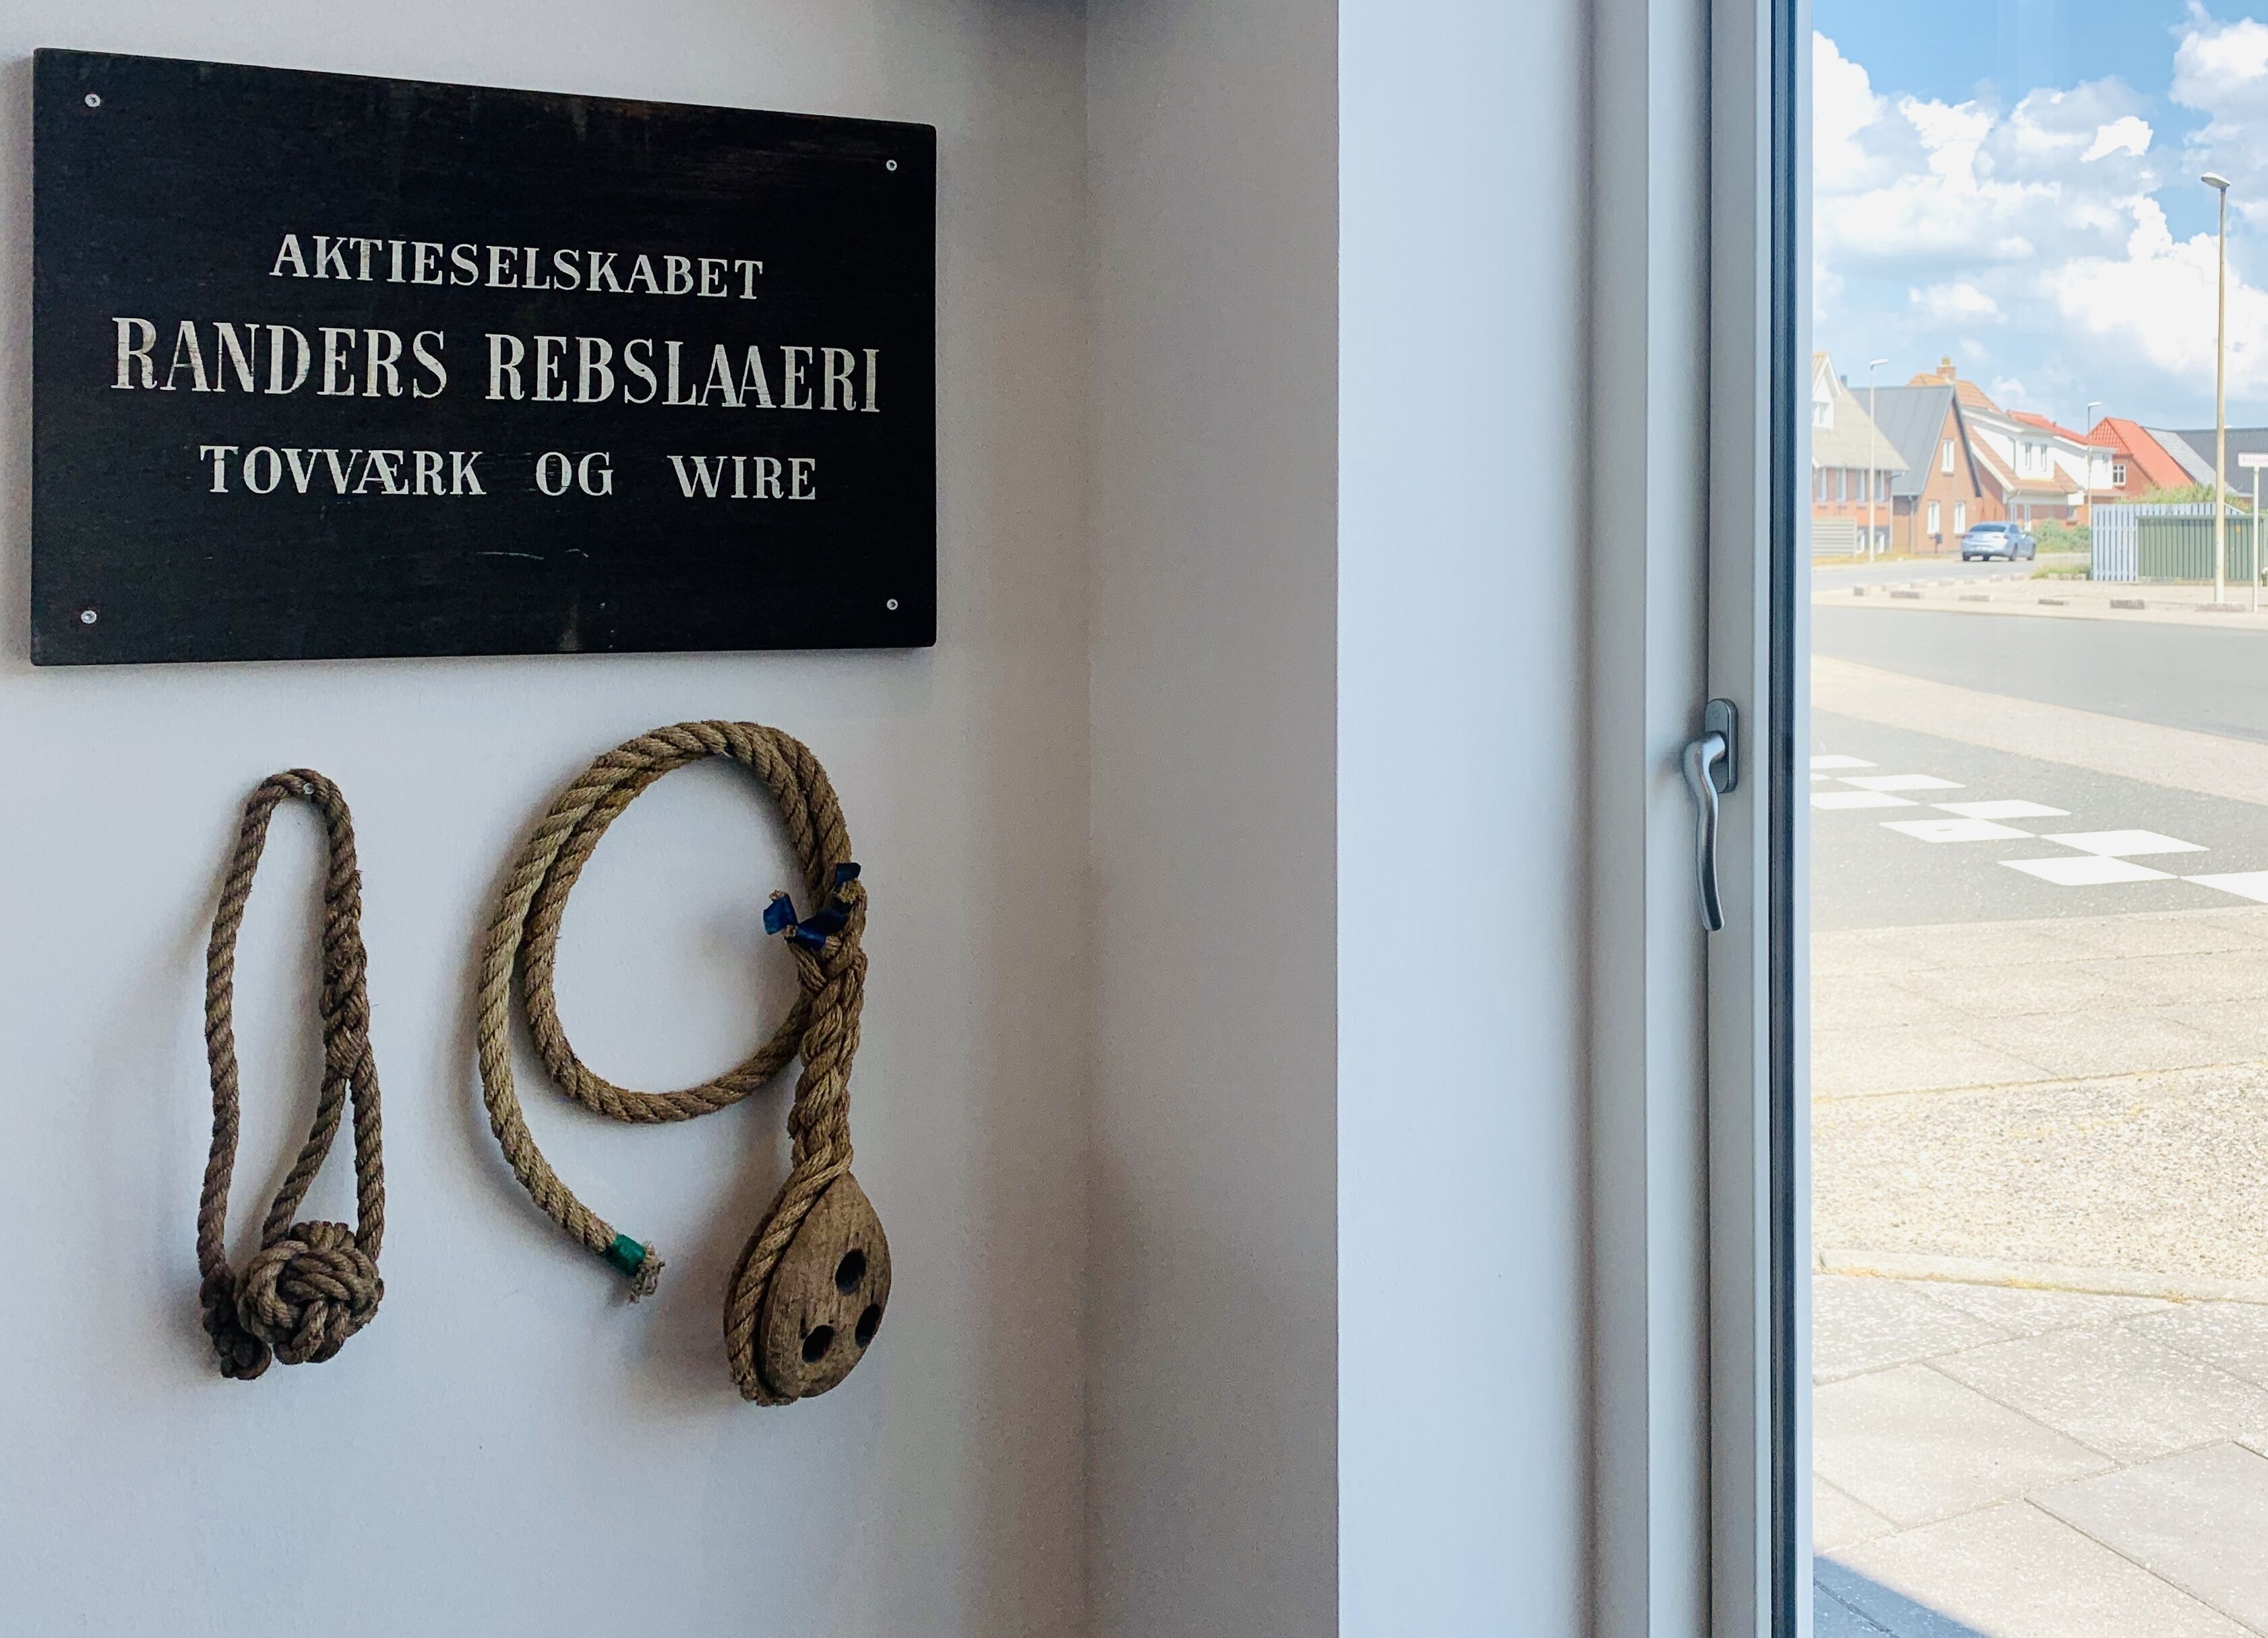 AKTIESELSKABET
RANDERS REBSLAAERI
TOVVÆRK OG WIRE